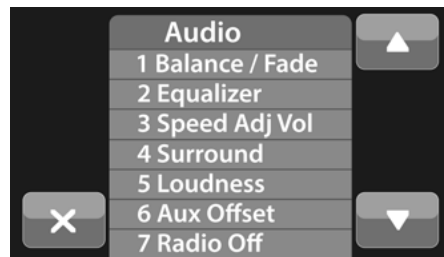 Audio
1 Balance / Fade
2 Equalizer
3 Speed Adj Vol
4 Surround
5 Loudness
6 Aux Offset
7 Radio Off